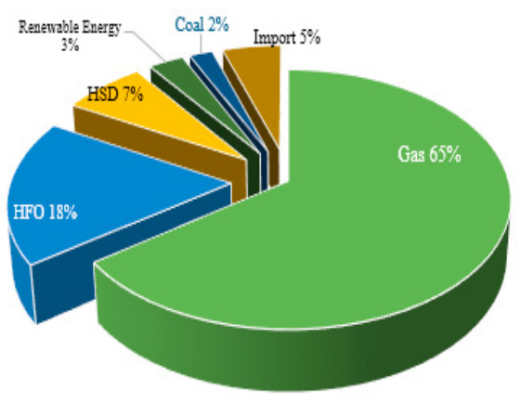 Renewable Energy
3%
Coal 2%
Import 5%
HSD 7%
Gas 65%
HFO 18%